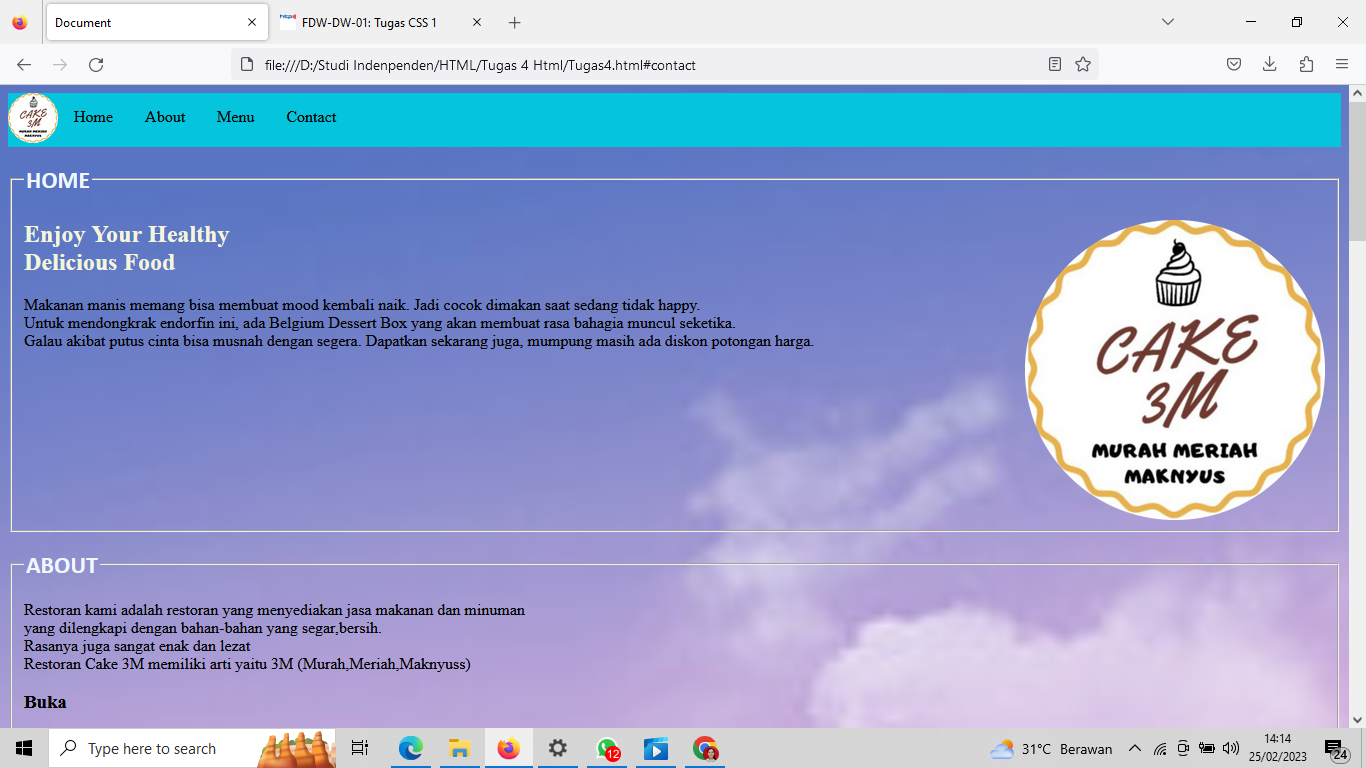 Document
FDW-DW-01: Tugas CSS 1
file:///D:/Studi Indenpenden/HTML/Tugas 4 Html/Tugas4.html#contact
CAKE
3M
MURAH MERIAH
MAKNYUS
Home About Menu Contact
HOME
Enjoy Your Healthy
Delicious Food
Makanan manis memang bisa membuat mood kembali naik. Jadi cocok dimakan saat sedang tidak happy.
Untuk mendongkrak endorfin ini, ada Belgium Dessert Box yang akan membuat rasa bahagia muncul seketika.
Galau akibat putus cinta bisa musnah dengan segera. Dapatkan sekarang juga, mumpung masih ada diskon potongan harga.
CAKE
3M
MURAH MERIAH
MAKNYUS
ABOUT
Restoran kami adalah restoran yang menyediakan jasa makanan dan minuman
yang dilengkapi dengan bahan-bahan yang segar,bersih.
Rasanya juga sangat enak dan lezat
Restoran Cake 3M memiliki arti yaitu 3M (Murah,Meriah,Maknyuss)
Buka
Type here to search
12
31°C Berawan
14:14
25/02/2023
24